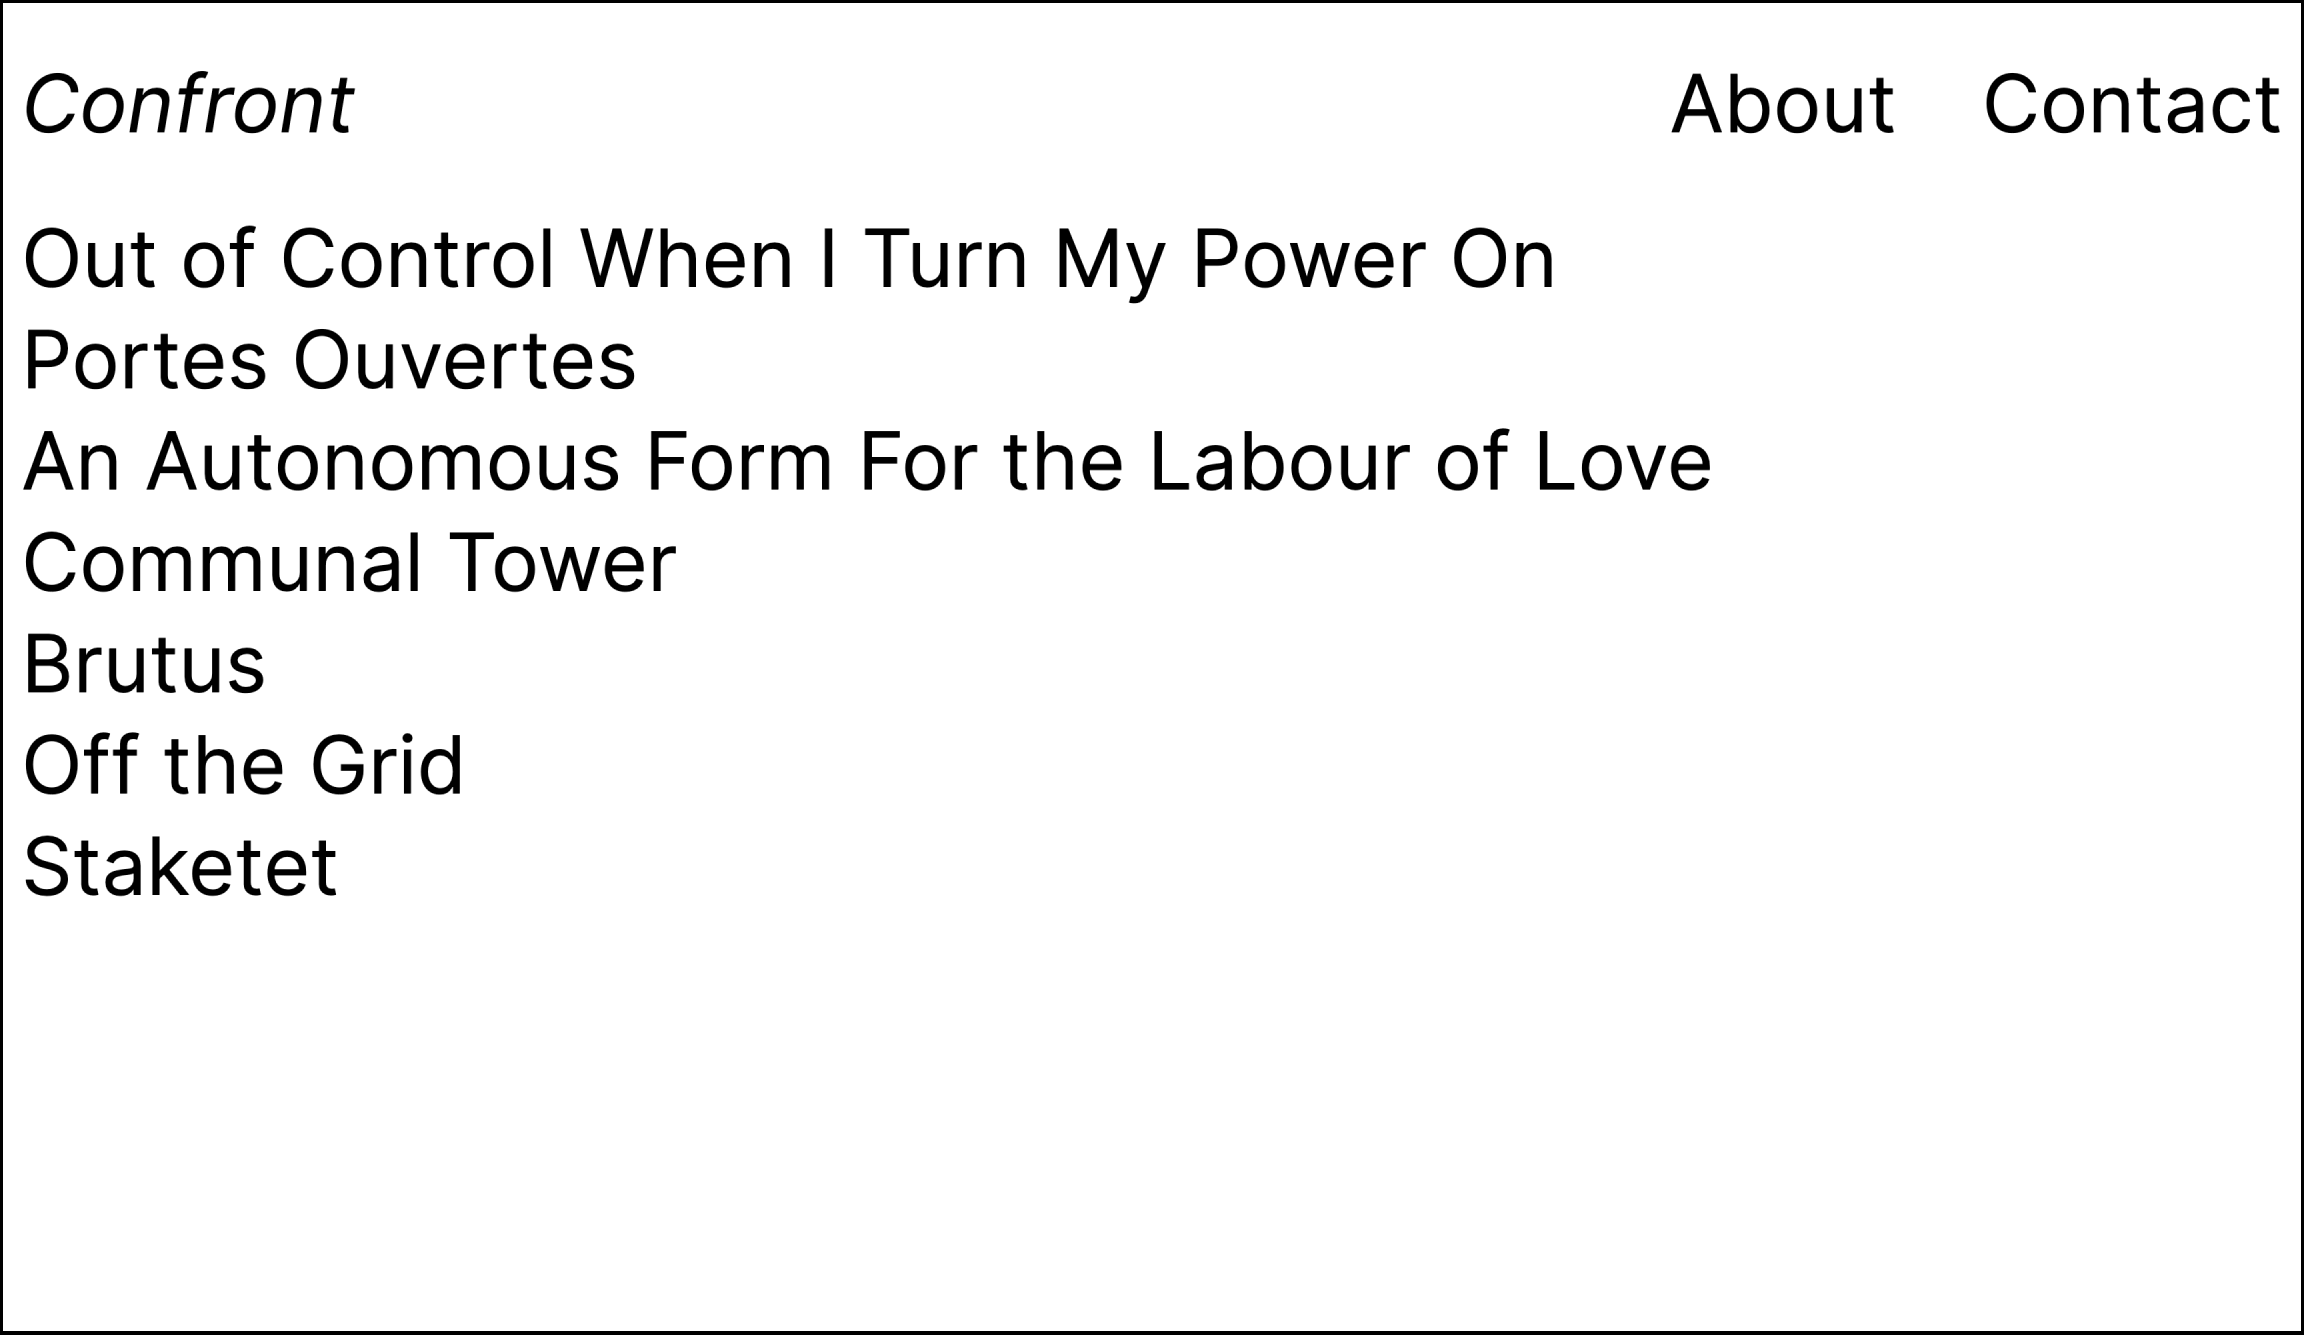 Confront About Contact
Out of Control When I Turn My Power On
Portes Ouvertes
An Autonomous Form For the Labour of Love
Communal Tower
Brutus
Off the Grid
Staketet